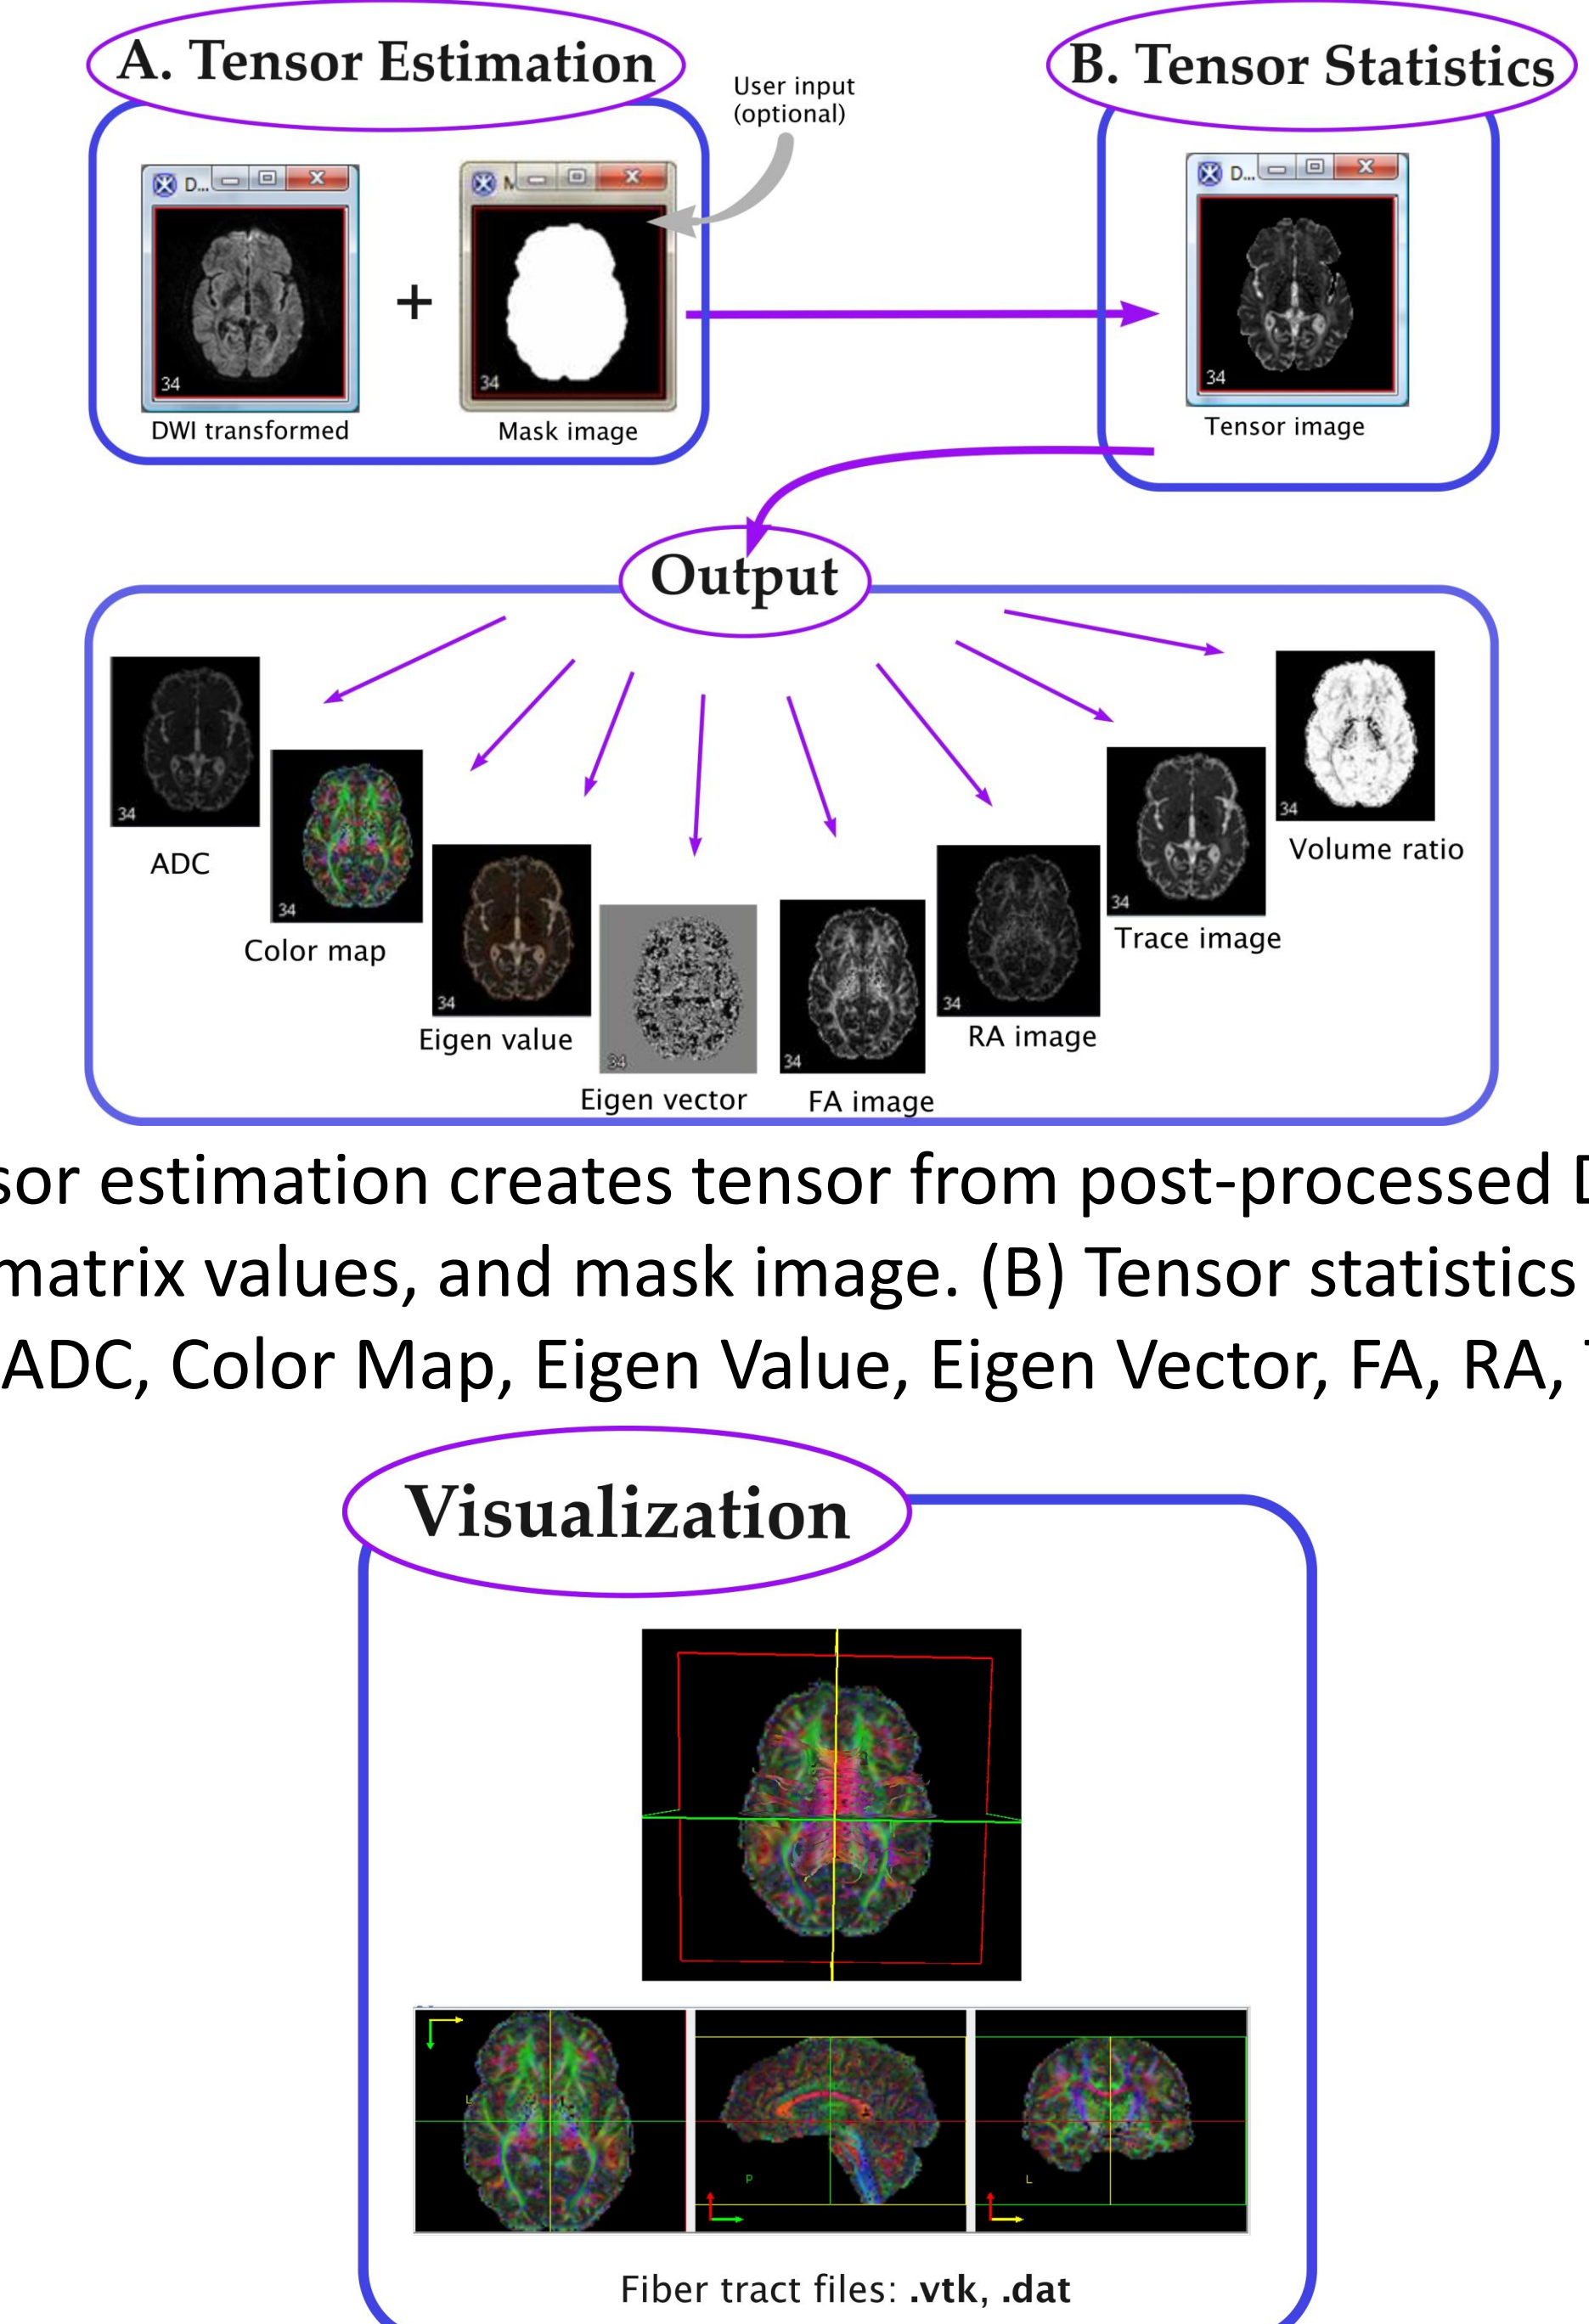 A. Tensor Estimation
B. Tensor Statistics
User input
(optional)
D...
D...
34
34
34
+
DWI transformed
Mask image
Tensor image
Output
34
ADC
34
Color map
34
Eigen value
34
Eigen vector
34
FA image
34
RA image
34
Trace image
34
Volume ratio
sor estimation creates tensor from post-processed
matrix values, and mask image. (B) Tensor statistics
ADC, Color Map, Eigen Value, Eigen Vector, FA, RA,
Visualization
L
P
L
Fiber tract files: .vtk, .dat